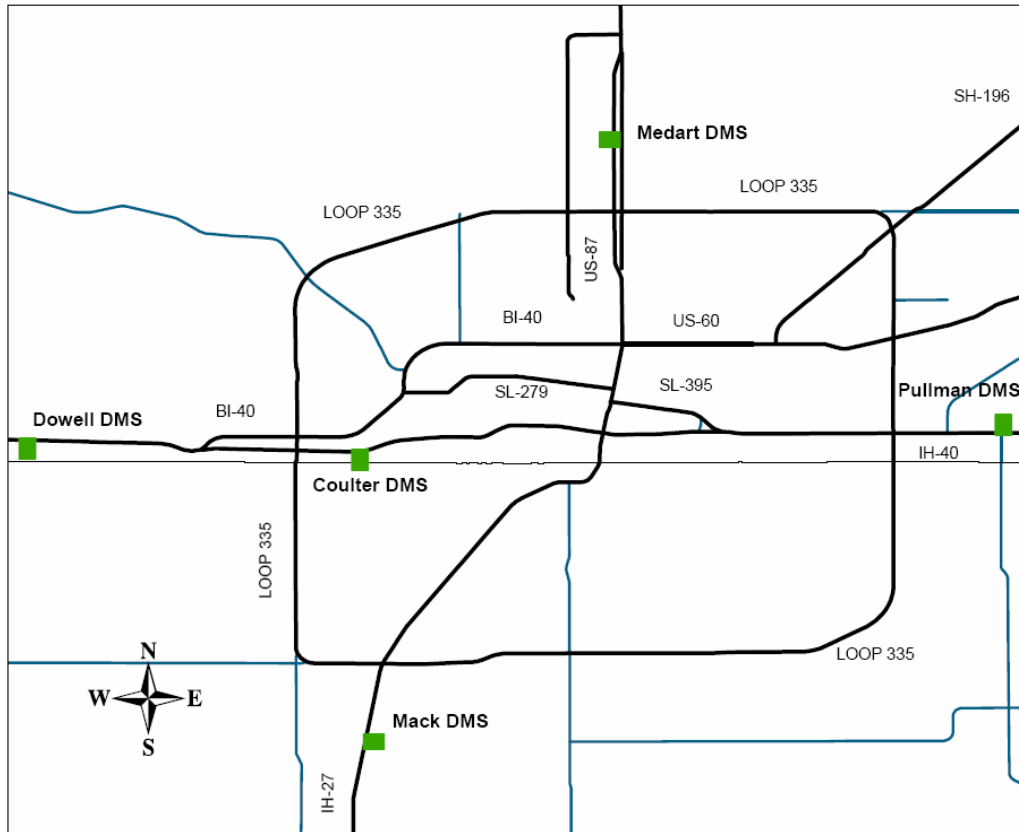 SH-196
Medart DMS
LOOP 335
LOOP 335
US-87
BI-40
US-60
SL-279
SL-395
Pullman DMS
Dowell DMS
BI-40
IH-40
Coulter DMS
LOOP 335
LOOP 335
N
W
E
S
Mack DMS
IH-27